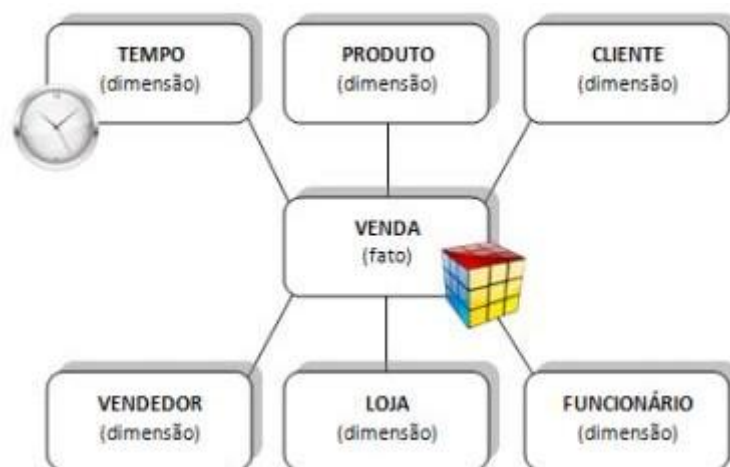 TEMPO
(dimensão)
PRODUTO
(dimensão)
CLIENTE
(dimensão)
VENDA
(fato)
VENDEDOR
(dimensão)
LOJA
(dimensão)
FUNCIONÁRIO
(dimensão)